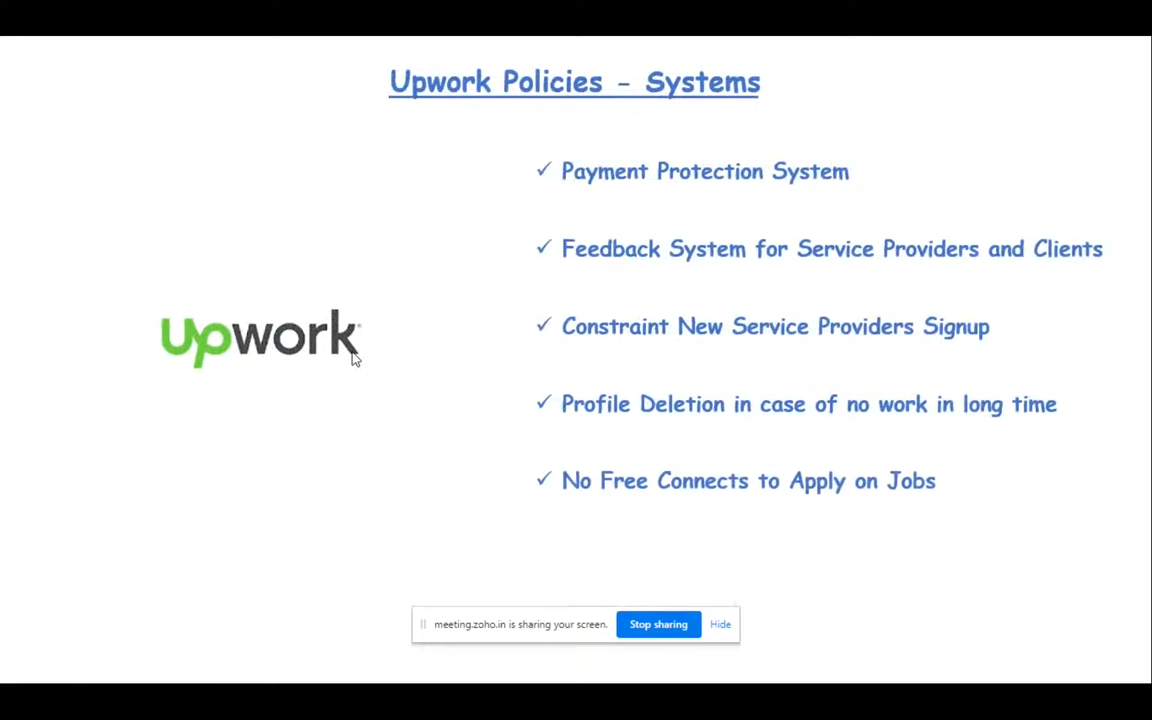 Upwork Policies - Systems
✓ Payment Protection System
✓ Feedback System for Service Providers and Clients
✓ Constraint New Service Providers Signup
upwork
✓ Profile Deletion in case of no work in long time
✓ No Free Connects to Apply on Jobs
meeting.zoho.in is sharing your screen. Stop sharing Hide